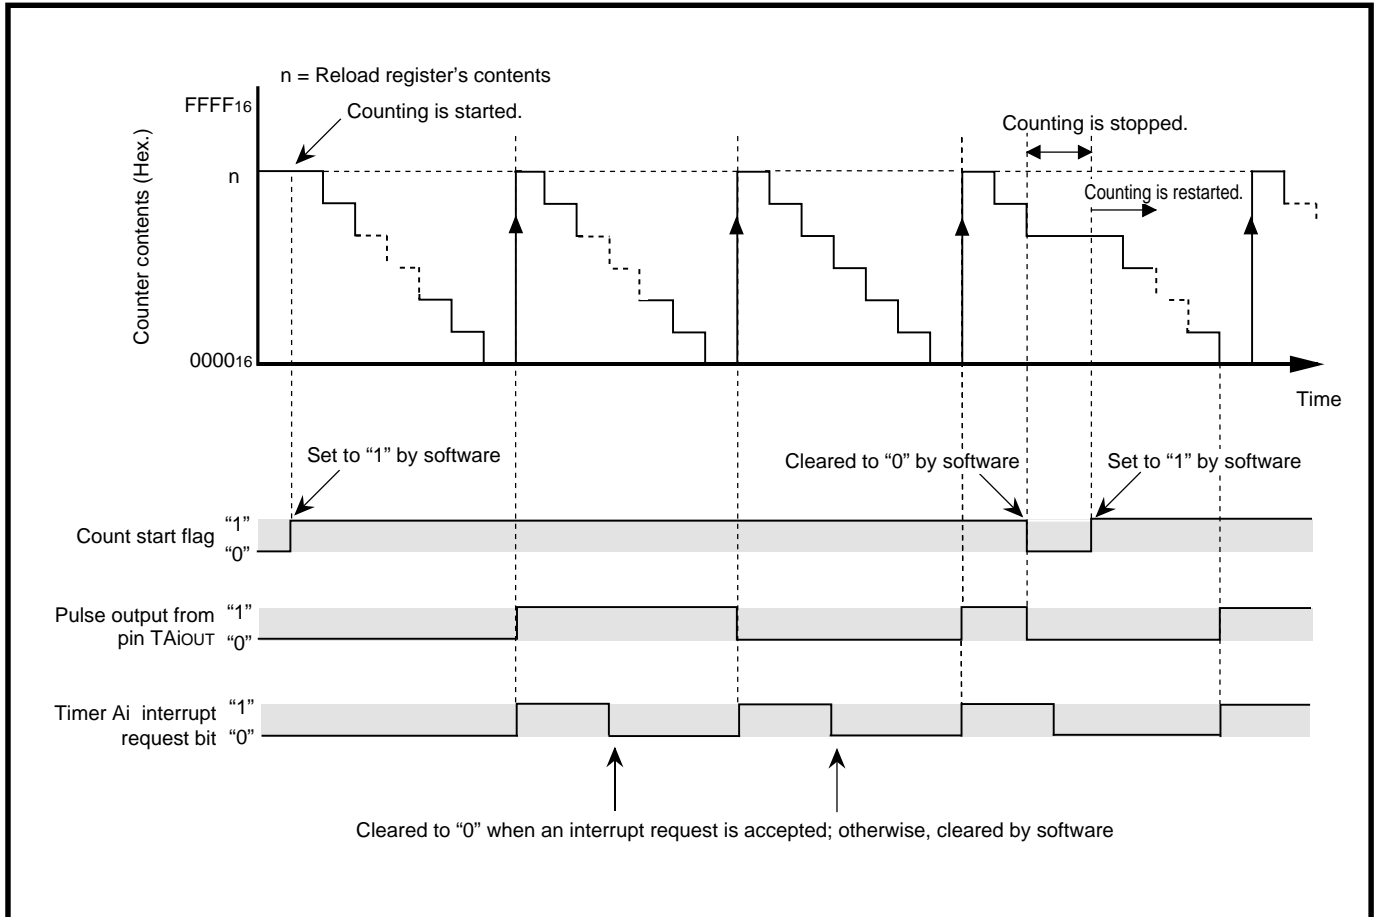 n = Reload register’s contents
FFFF16
Counting is started.
Counting is stopped.
Counter contents (Hex.)
n
Counting is restarted.
000016
Time
Set to “1” by software
Cleared to “0” by software
Set to “1” by software
Count start flag
“1”
“0”
Pulse output from
pin TAiOUT
“1”
“0”
Timer Ai interrupt
request bit
“1”
“0”
Cleared to “0” when an interrupt request is accepted; otherwise, cleared by software